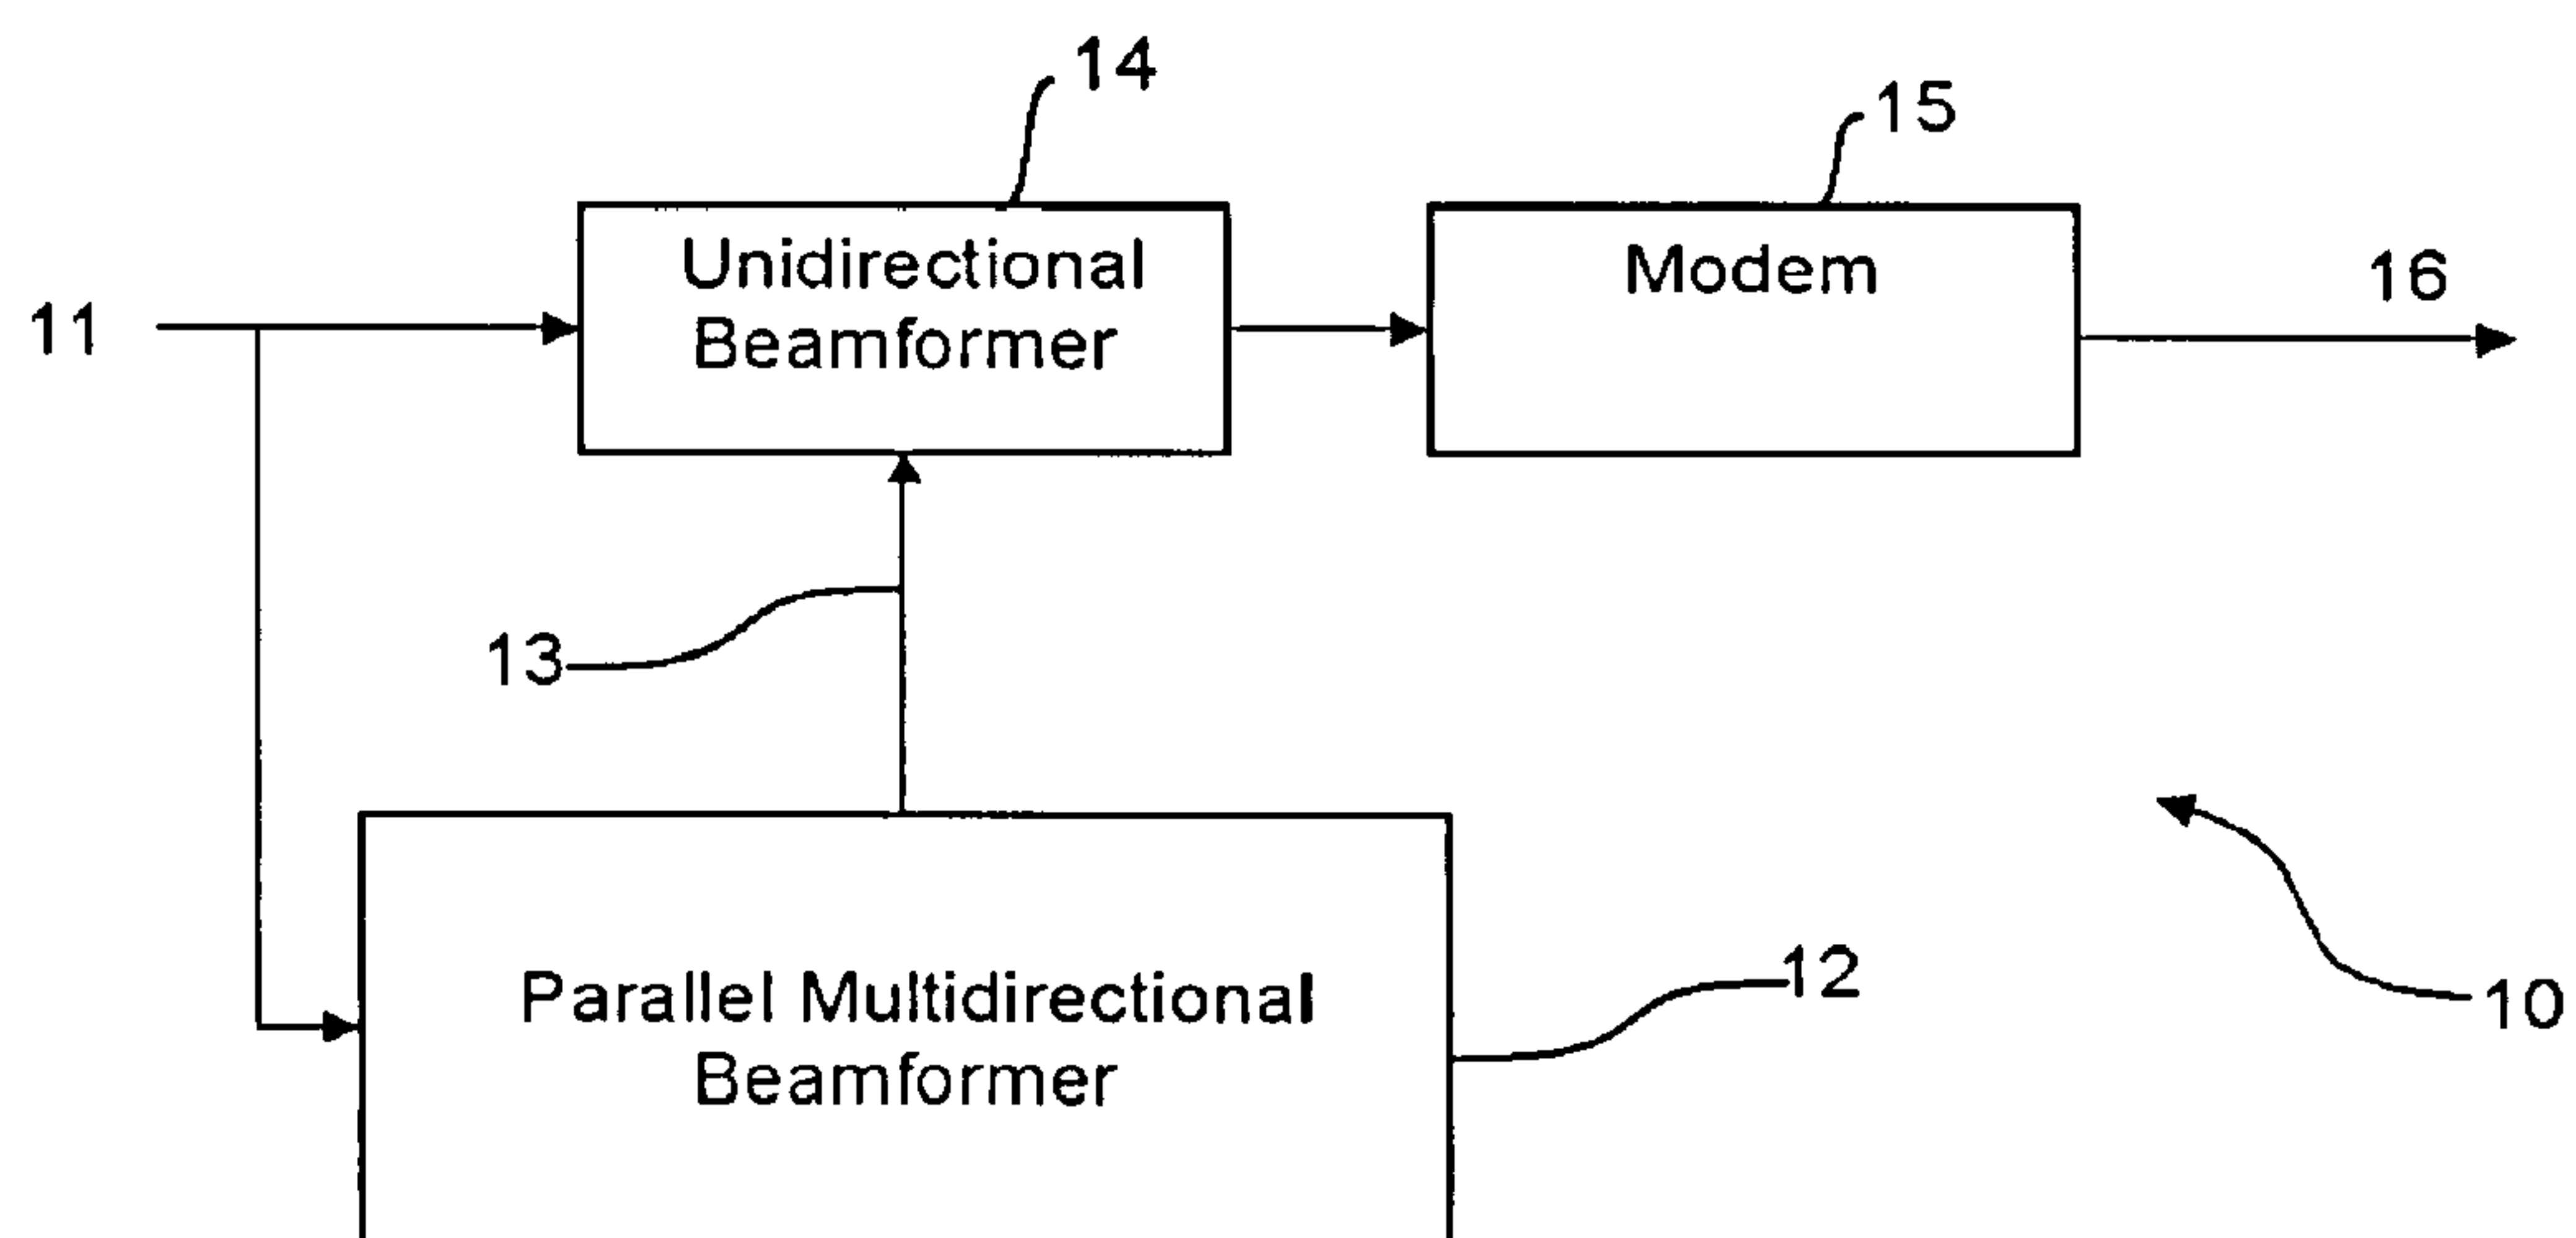 14
15
Unidirectional
Beamformer
Modem
16
11
13
Parallel Multidirectional
Beamformer
12
10